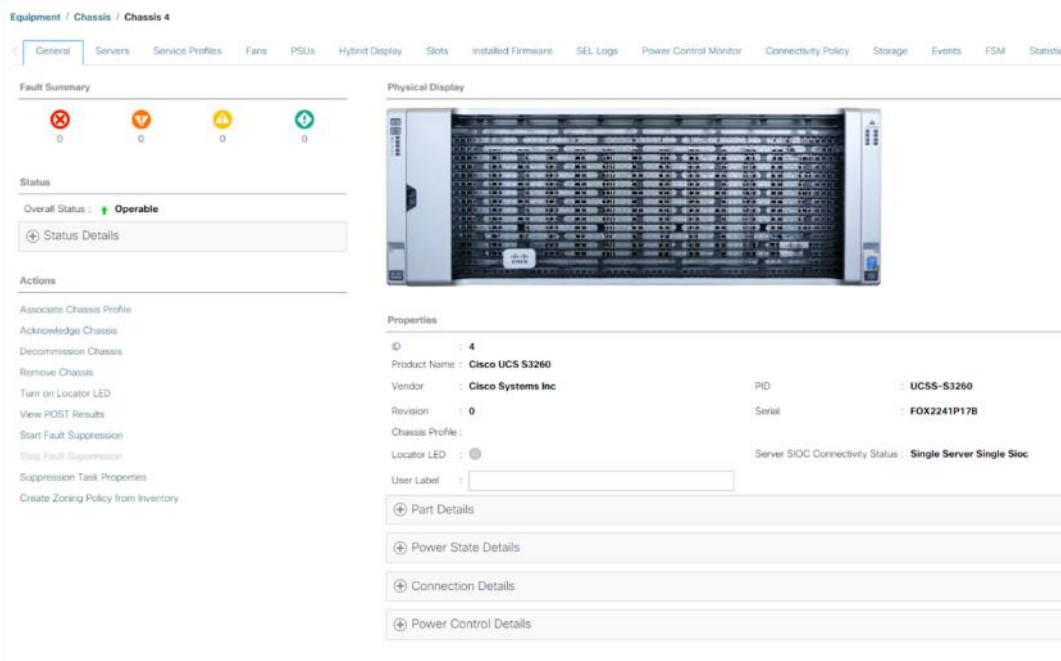 Equipment / Chassis / Chassis 4
General Servers Service Profiles Fans PSUs Hybrid Display Slots Installed Firmware SEL Logs Power Control Monitor Connectivity Policy Storage Events FSM Statisti
Fault Summary
0 0 0 0
Status
Overall Status : Operable
Status Details
Actions
Associate Chassis Profile
Acknowledge Chassis
Decommission Chassis
Remove Chassis
Turn on Locator LED
View POST Results
Start Fault Suppression
Stop Fault Suppression
Suppression Task Properties
Create Zoning Policy from Inventory
Physical Display
Properties
ID : 4
Product Name : Cisco UCS S3260
Vendor : Cisco Systems Inc PID : UCSS-S3260
Revision : 0 Serial : FOX2241P17B
Chassis Profile :
Locator LED : Server SIOC Connectivity Status : Single Server Single Sioc
User Label :
Part Details
Power State Details
Connection Details
Power Control Details